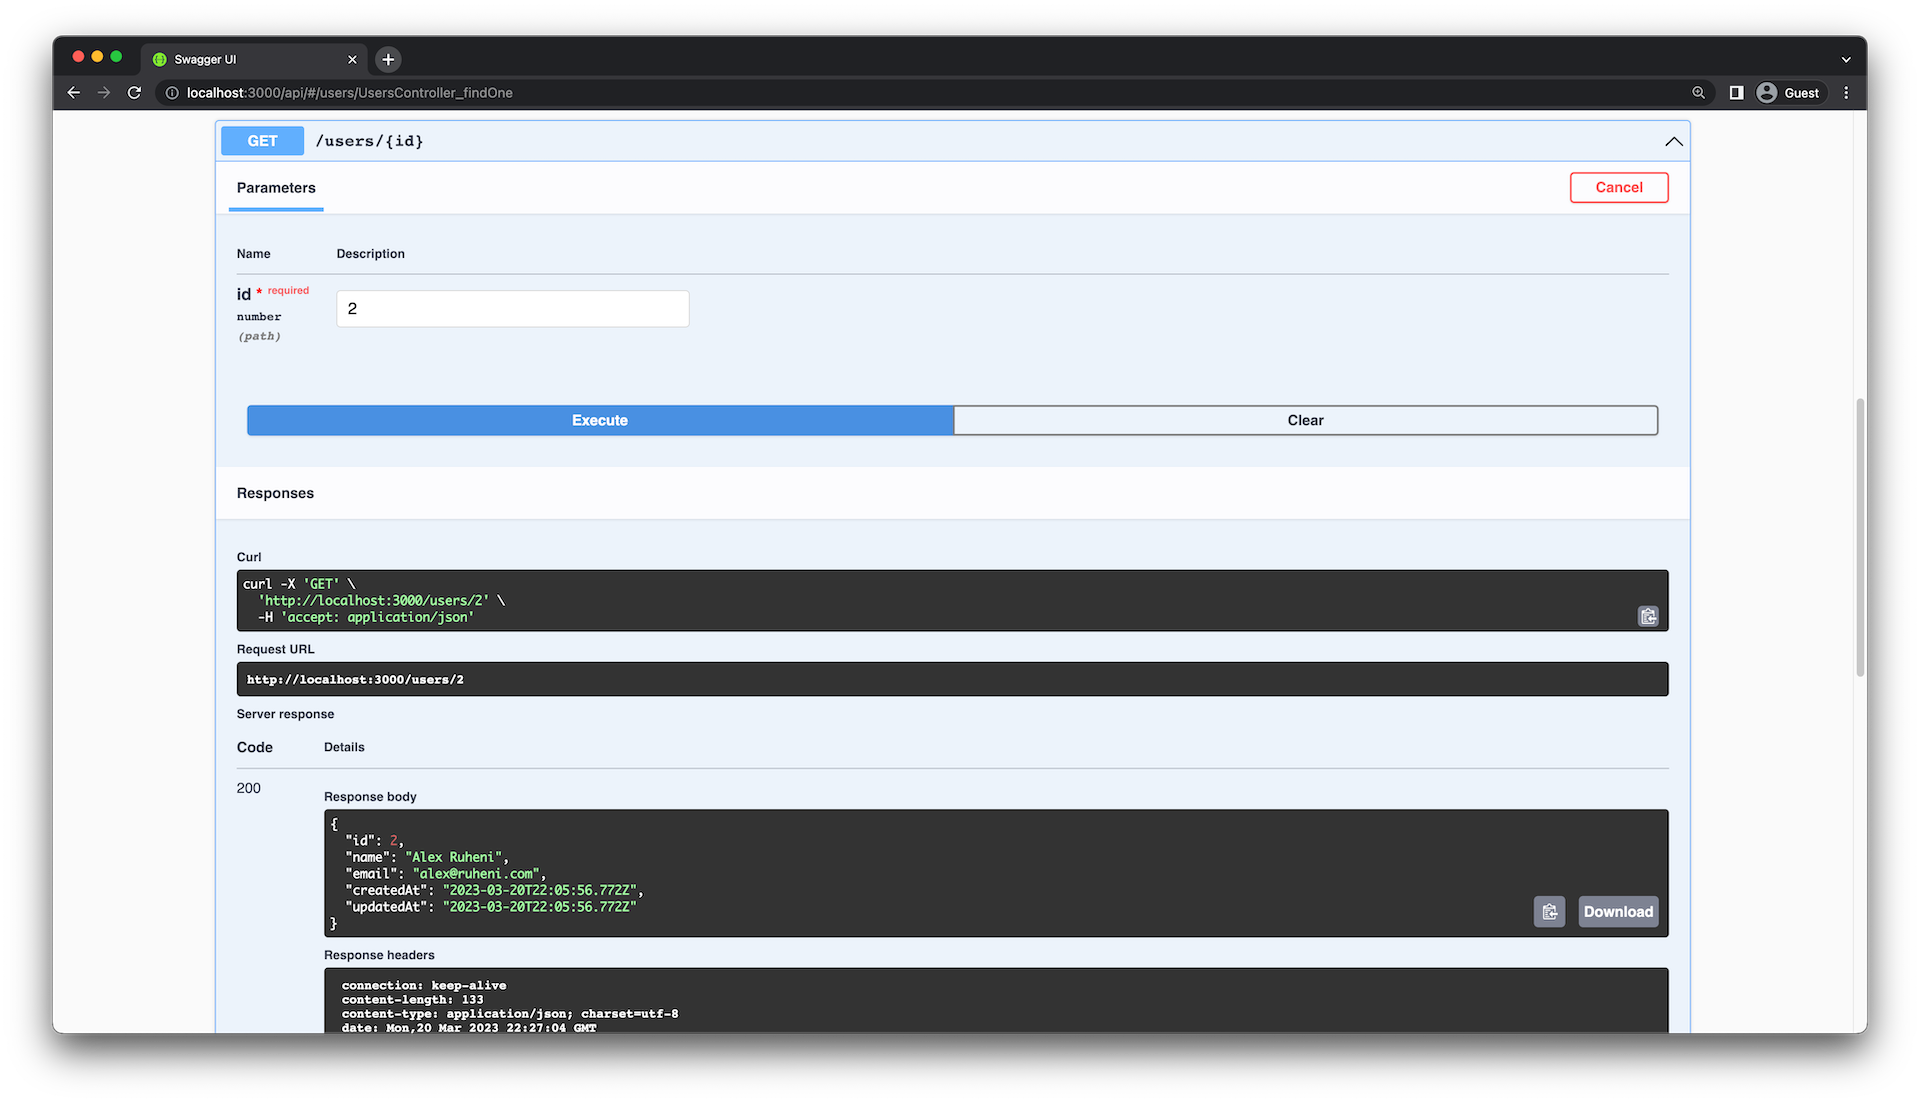 Swagger UI
localhost:3000/api/#/users/UsersController_findOne
Guest
GET /users/{id}
Parameters
Cancel
Name Description
id * required
number
(path)
2
Execute
Clear
Responses
Curl
curl -X 'GET' \
'http://localhost:3000/users/2' \
-H 'accept: application/json'
Request URL
http://localhost:3000/users/2
Server response
Code Details
200
Response body
{
"id": 2,
"name": "Alex Ruheni",
"email": "alex@ruheni.com",
"createdAt": "2023-03-20T22:05:56.772Z",
"updatedAt": "2023-03-20T22:05:56.772Z"
}
Download
Response headers
connection: keep-alive
content-length: 133
content-type: application/json; charset=utf-8
date: Mon,20 Mar 2023 22:27:04 GMT